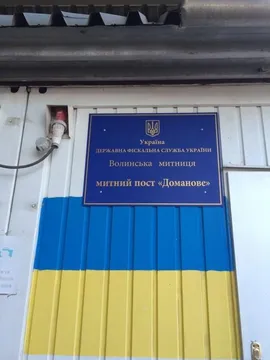 Україна
ДЕРЖАВНА ФІСКАЛЬНА СЛУЖБА УКРАЇНИ
Волинська митниця
митний пост «Доманове»